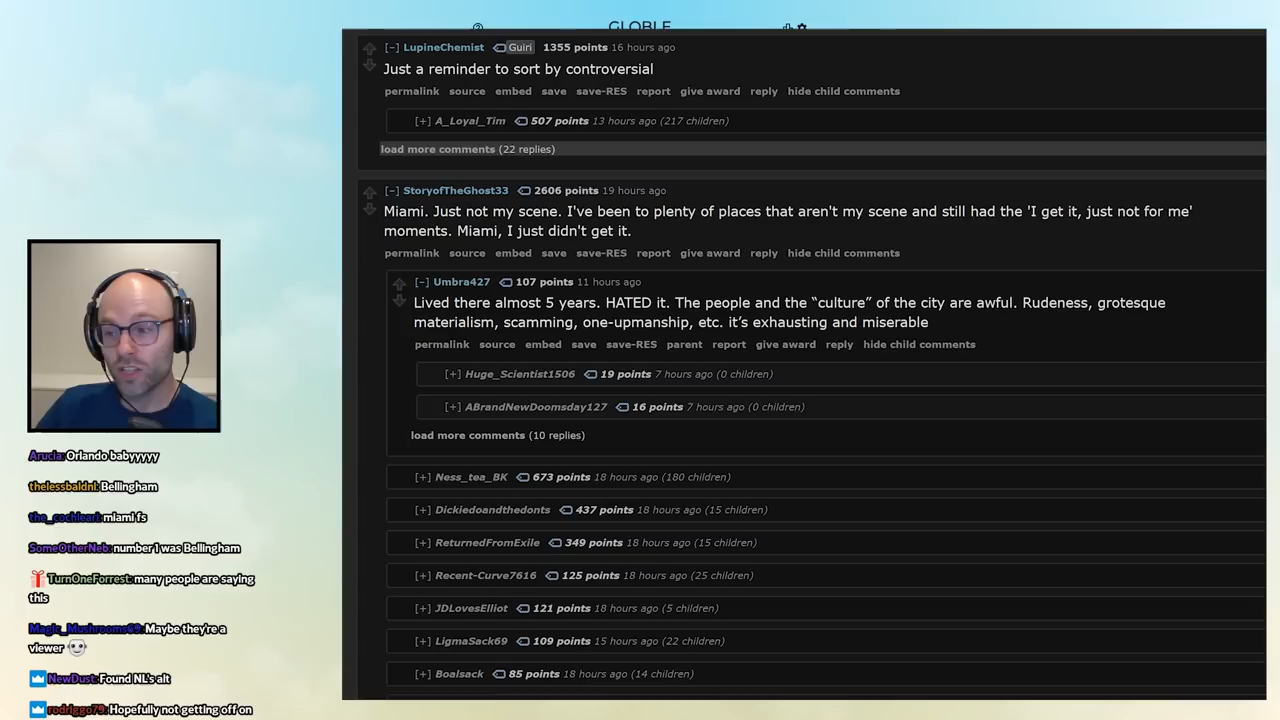 GLOBLE
[–] LupineChemist Guiri 1355 points 16 hours ago
Just a reminder to sort by controversial
permalink source embed save save-RES report give award reply hide child comments
[+] A_Loyal_Tim 507 points 13 hours ago (217 children)
load more comments (22 replies)
[–] StoryofTheGhost33 2606 points 19 hours ago
Miami. Just not my scene. I've been to plenty of places that aren't my scene and still had the 'I get it, just not for me'
moments. Miami, I just didn't get it.
permalink source embed save save-RES report give award reply hide child comments
[–] Umbra427 107 points 11 hours ago
Lived there almost 5 years. HATED it. The people and the “culture” of the city are awful. Rudeness, grotesque
materialism, scamming, one-upmanship, etc. it’s exhausting and miserable
permalink source embed save save-RES parent report give award reply hide child comments
[+] Huge_Scientist1506 19 points 7 hours ago (0 children)
[+] ABrandNewDoomsday127 16 points 7 hours ago (0 children)
load more comments (10 replies)
[+] Ness_tea_BK 673 points 18 hours ago (180 children)
[+] Dickiedoandthedonts 437 points 18 hours ago (15 children)
[+] ReturnedFromExile 349 points 18 hours ago (15 children)
[+] Recent-Curve7616 125 points 18 hours ago (25 children)
[+] JDLovesElliot 121 points 18 hours ago (5 children)
[+] LigmaSack69 109 points 15 hours ago (22 children)
[+] Boalsack 85 points 18 hours ago (14 children)
Arucia: Orlando babyyyyy
thelessbaldnl: Bellingham
the_cochlear: miami fs
SomeOtherNeb: number 1 was Bellingham
TurnOneForrest: many people are saying
this
Magic_Mushrooms69: Maybe they're a
viewer
NewDust: Found NL's alt
rodriggo79: Hopefully not getting off on